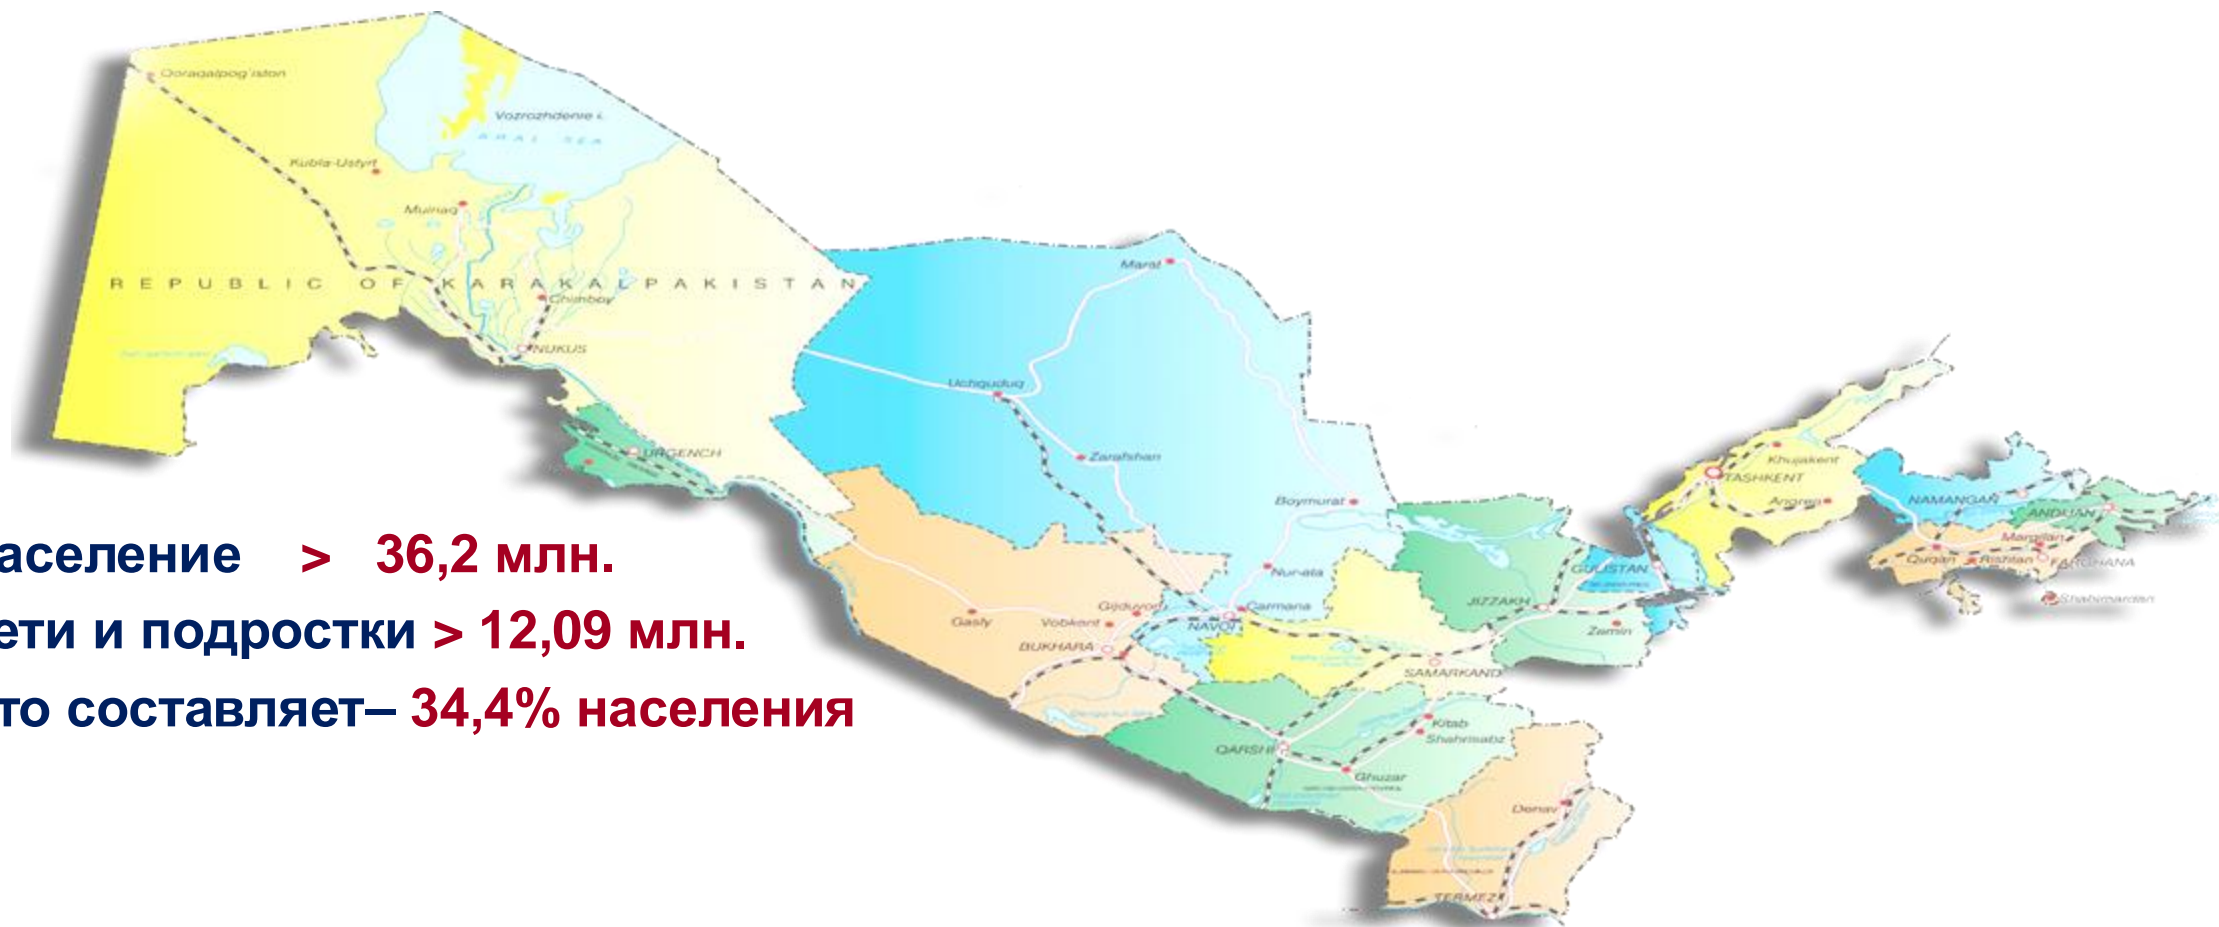 Qoraqalpog'iston
Vozrozhdenie i.
ARAL SEA
Kubla-Ustyrt
Muinaq
REPUBLIC OF KARAKALPAKISTAN
Chimboy
NUKUS
Marat
Uchquduq
URGENCH
Zarafshan
Boymurat
Khujakent
TASHKENT
Angren
NAMANGAN
ANDIJAN
Margilan
Quqan
Rishtan
FARGHANA
Shahimardan
аселение > 36,2 млн.
ети и подростки > 12,09 млн.
то составляет– 34,4% населения
Nur-ata
GULISTAN
Gijduvon
Carmana
JIZZAKH
Gasly
Vobkent
NAVOI
Zamin
BUKHARA
SAMARKAND
Kitab
QARSHI
Shahrisabz
Ghuzar
Denav
TERMEZ